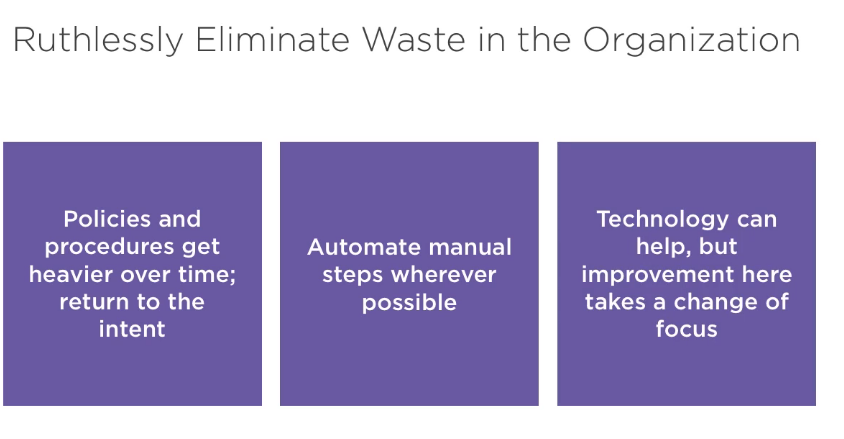 Ruthlessly Eliminate Waste in the Organization
Policies and
procedures get
heavier over time;
return to the
intent
Automate manual
steps wherever
possible
Technology can
help, but
improvement here
takes a change of
focus